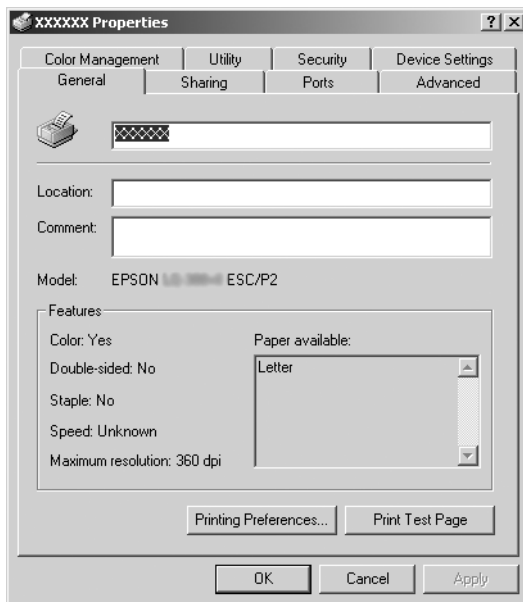 XXXXXX Properties
Color Management Utility Security Device Settings
General Sharing Ports Advanced
XXXXXX
Location:
Comment:
Model: EPSON ESC/P2
Features
Color: Yes
Paper available:
Double-sided: No
Letter
Staple: No
Speed: Unknown
Maximum resolution: 360 dpi
Printing Preferences... Print Test Page
OK Cancel Apply